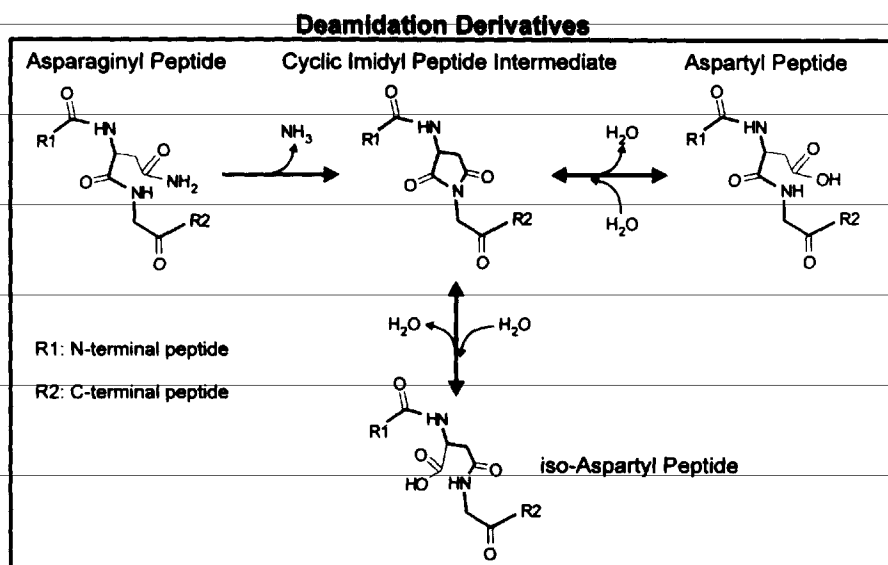 Deamidation Derivatives
Asparaginyl Peptide
Cyclic Imidyl Peptide Intermediate
Aspartyl Peptide
O
R1
HN
O
O
NH
NH2
R2
O
NH3
O
R1
HN
O
N
O
R2
O
H2O
H2O
O
R1
HN
O
O
NH
OH
R2
O
H2O
H2O
R1: N-terminal peptide
R2: C-terminal peptide
O
R1
HN
O
HO
HN
O
R2
O
iso-Aspartyl Peptide